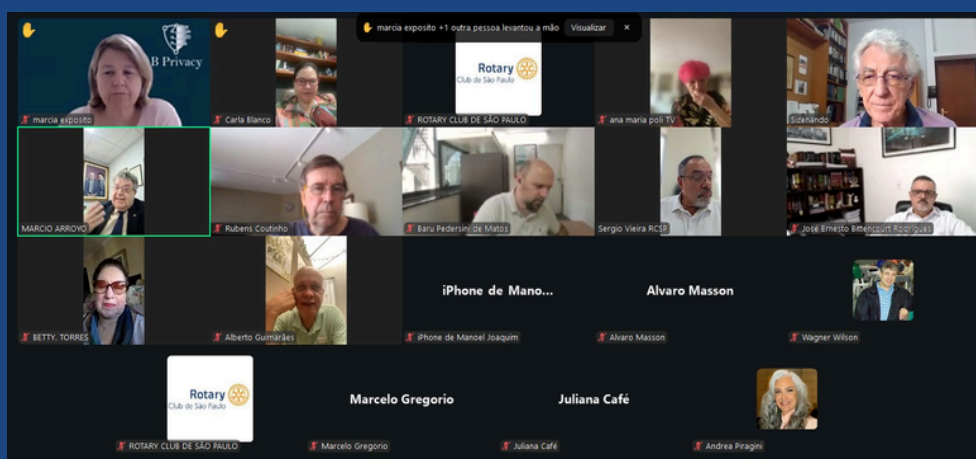 marcia exposito +1 outra pessoa levantou a mão Visualizar
B Privacy
marcia exposito
Carla Blanco
Rotary
Club de São Paulo
ROTARY CLUB DE SÃO PAULO
ana maria poli TV
Sizenando
MARCIO ARROYO
Rubens Coutinho
Baru Pedersini de Matos
Sergio Vieira RCSP
José Ernesto Bittencourt Rodrigues
BETTY. TORRES
Alberto Guimarães
iPhone de Mano...
iPhone de Manoel Joaquim
Alvaro Masson
Alvaro Masson
Wagner Wilson
Rotary
Club de São Paulo
ROTARY CLUB DE SÃO PAULO
Marcelo Gregorio
Marcelo Gregorio
Juliana Café
Juliana Café
Andrea Piragini